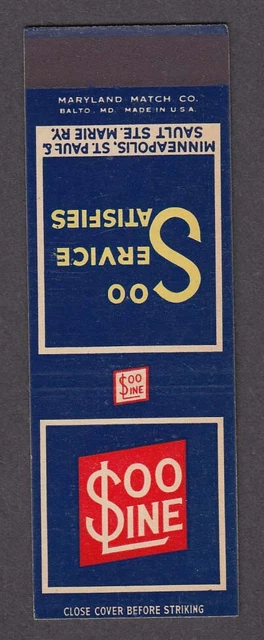 MARYLAND MATCH CO.
BALTO. MD. MADE IN U.S.A.
MINNEAPOLIS, ST. PAUL &
SAULT STE. MARIE RY.
SOO
SERVICE
SATISFIES
SOO
LINE
SOO
LINE
CLOSE COVER BEFORE STRIKING